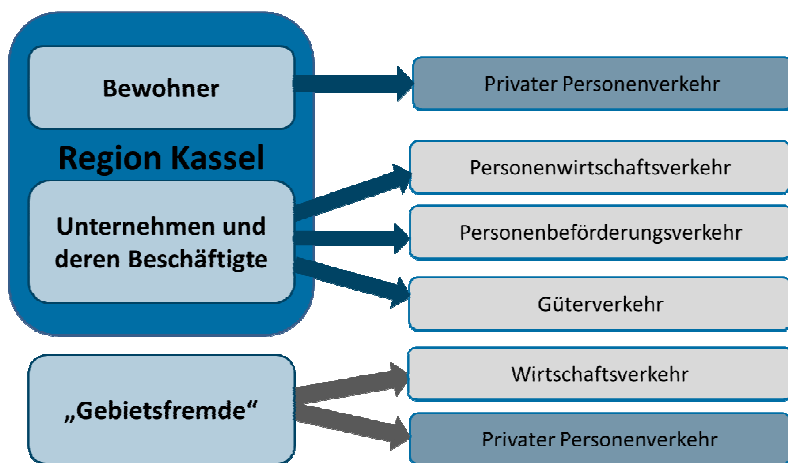 Bewohner
Privater Personenverkehr
Region Kassel
Personenwirtschaftsverkehr
Unternehmen und
deren Beschäftigte
Personenbeförderungsverkehr
Güterverkehr
„Gebietsfremde“
Wirtschaftsverkehr
Privater Personenverkehr